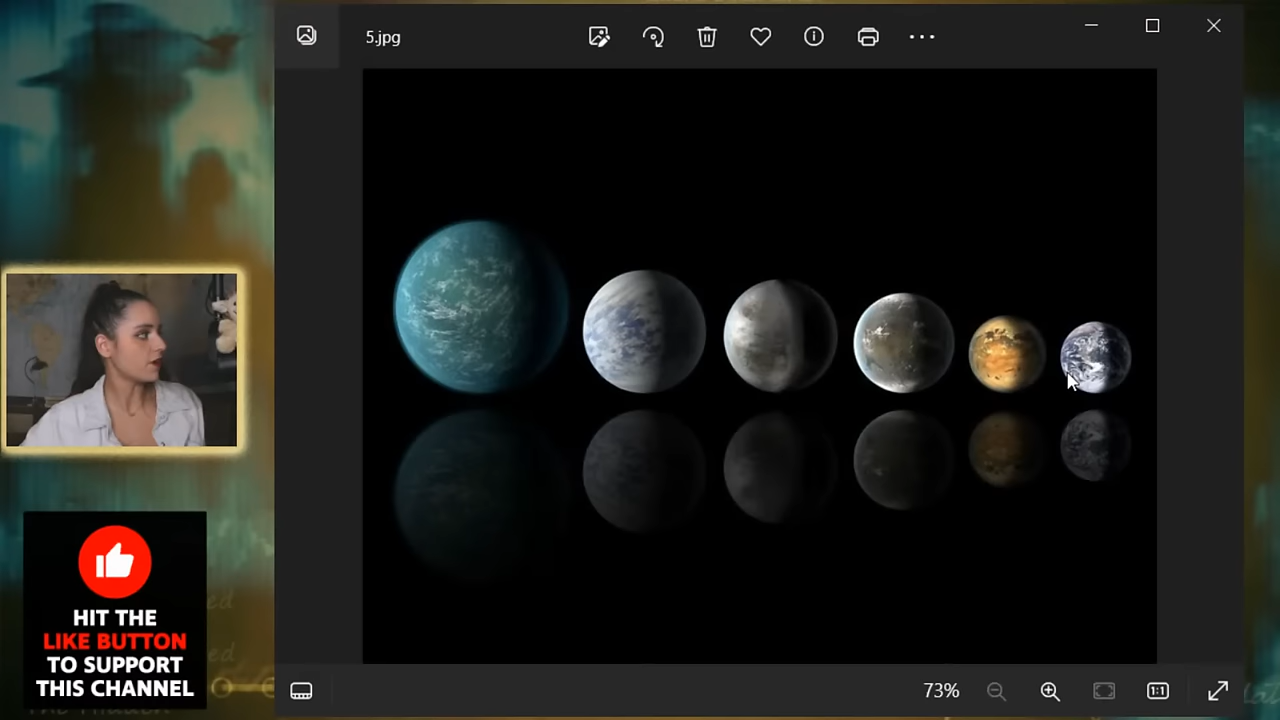 5.jpg
HIT THE
LIKE BUTTON
TO SUPPORT
THIS CHANNEL
73%
1:1